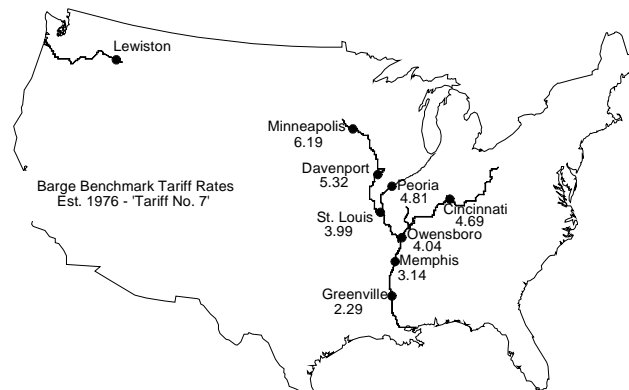 Lewiston
Minneapolis
6.19
Davenport
5.32
Barge Benchmark Tariff Rates
Est. 1976 - 'Tariff No. 7'
Peoria
4.81
Cincinnati
4.69
St. Louis
3.99
Owensboro
4.04
Memphis
3.14
Greenville
2.29